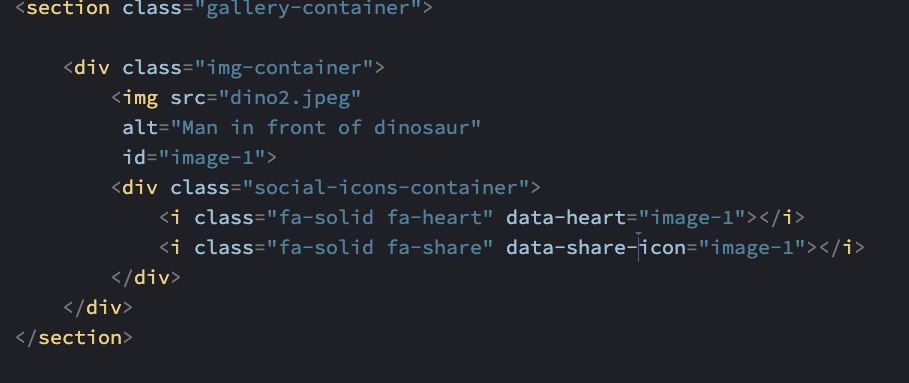 <section class="gallery-container">
<div class="img-container">
<img src="dino2.jpeg"
alt="Man in front of dinosaur"
id="image-1">
<div class="social-icons-container">
<i class="fa-solid fa-heart" data-heart="image-1"></i>
<i class="fa-solid fa-share" data-share-icon="image-1"></i>
</div>
</div>
</section>